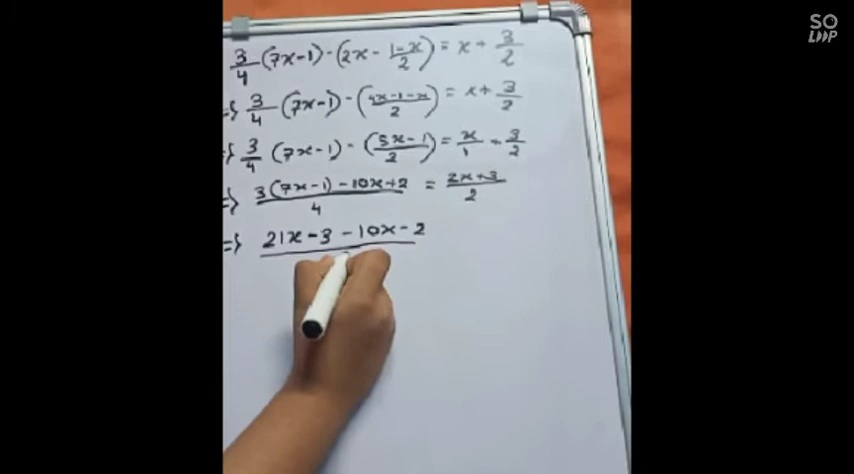 SO LOOP
3/4 (7x-1) - (2x - 1-x/2) = x + 3/2
=> 3/4 (7x-1) - (4x-1-x/2) = x + 3/2
=> 3/4 (7x-1) - (5x-1/2) = x/1 - 3/2
=> 3(7x-1) - 10x+2/4 = 2x+3/2
=> 21x - 3 - 10x - 2